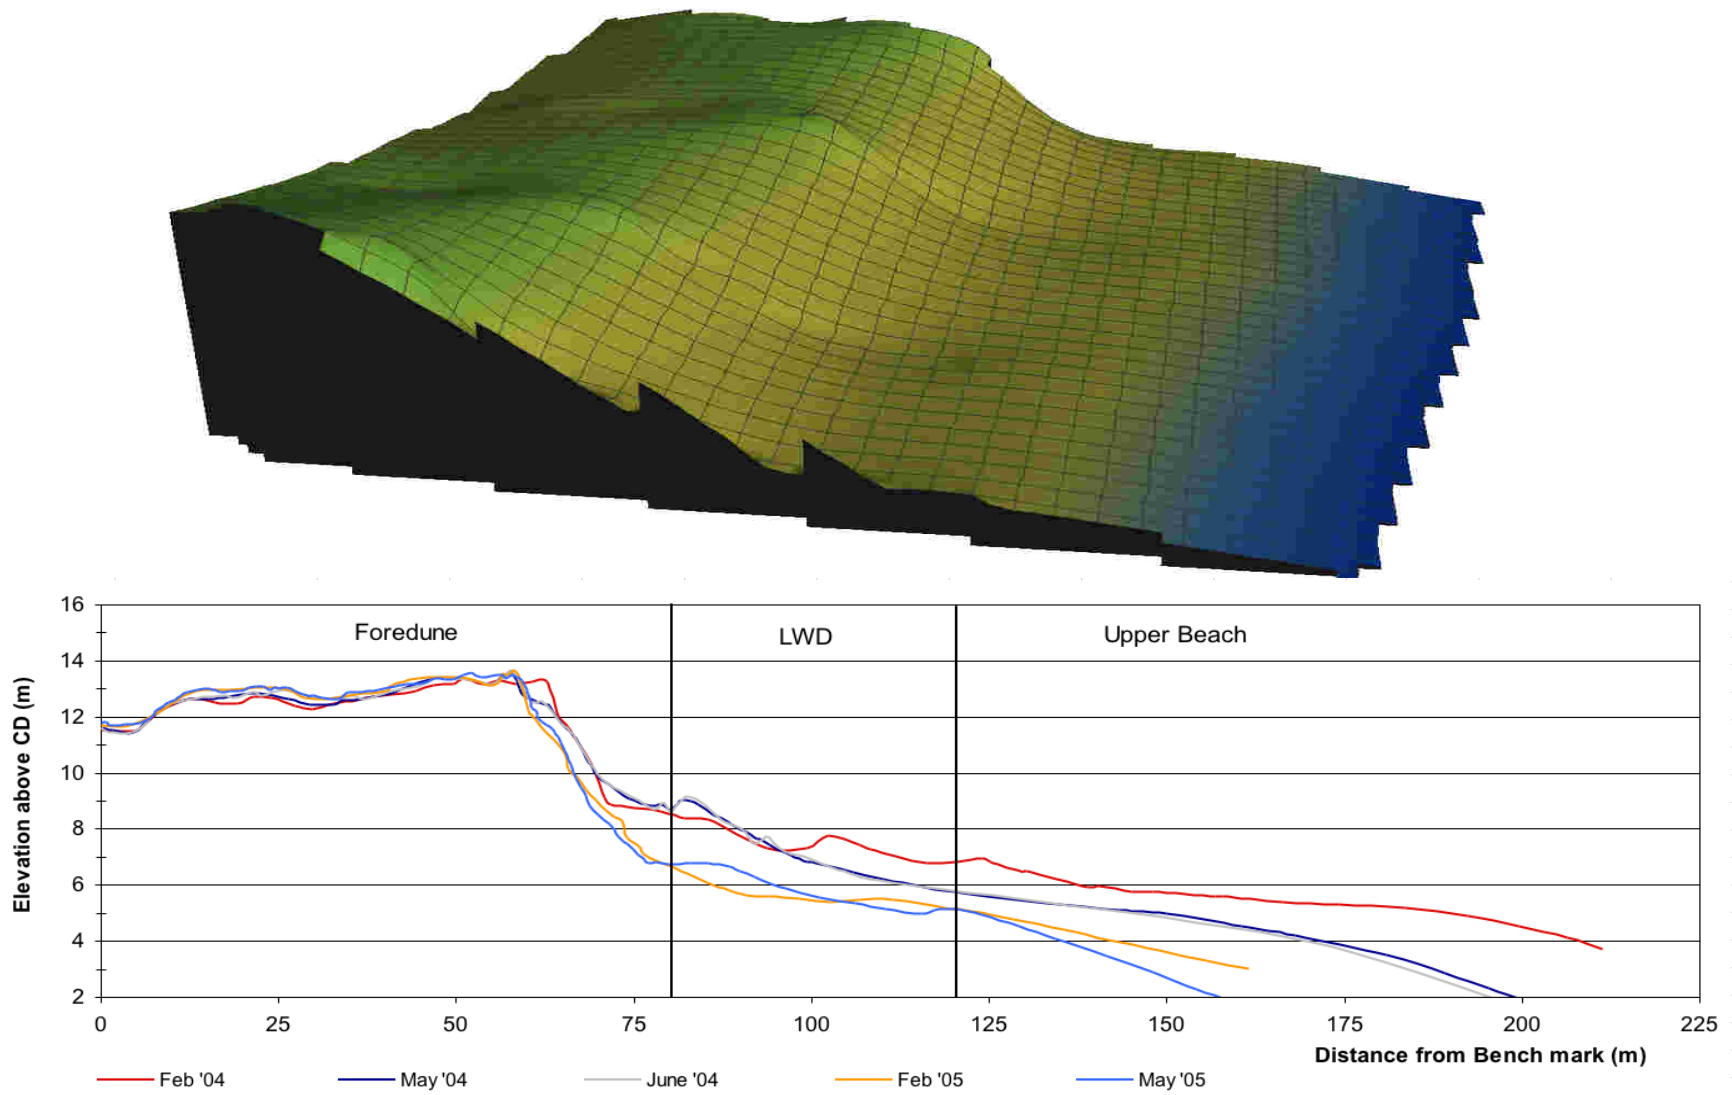 16
Foredune
LWD
Upper Beach
14
12
10
8
6
4
2
Elevation above CD (m)
0
25
50
75
100
125
150
175
200
225
Distance from Bench mark (m)
Feb '04
May '04
June '04
Feb '05
May '05